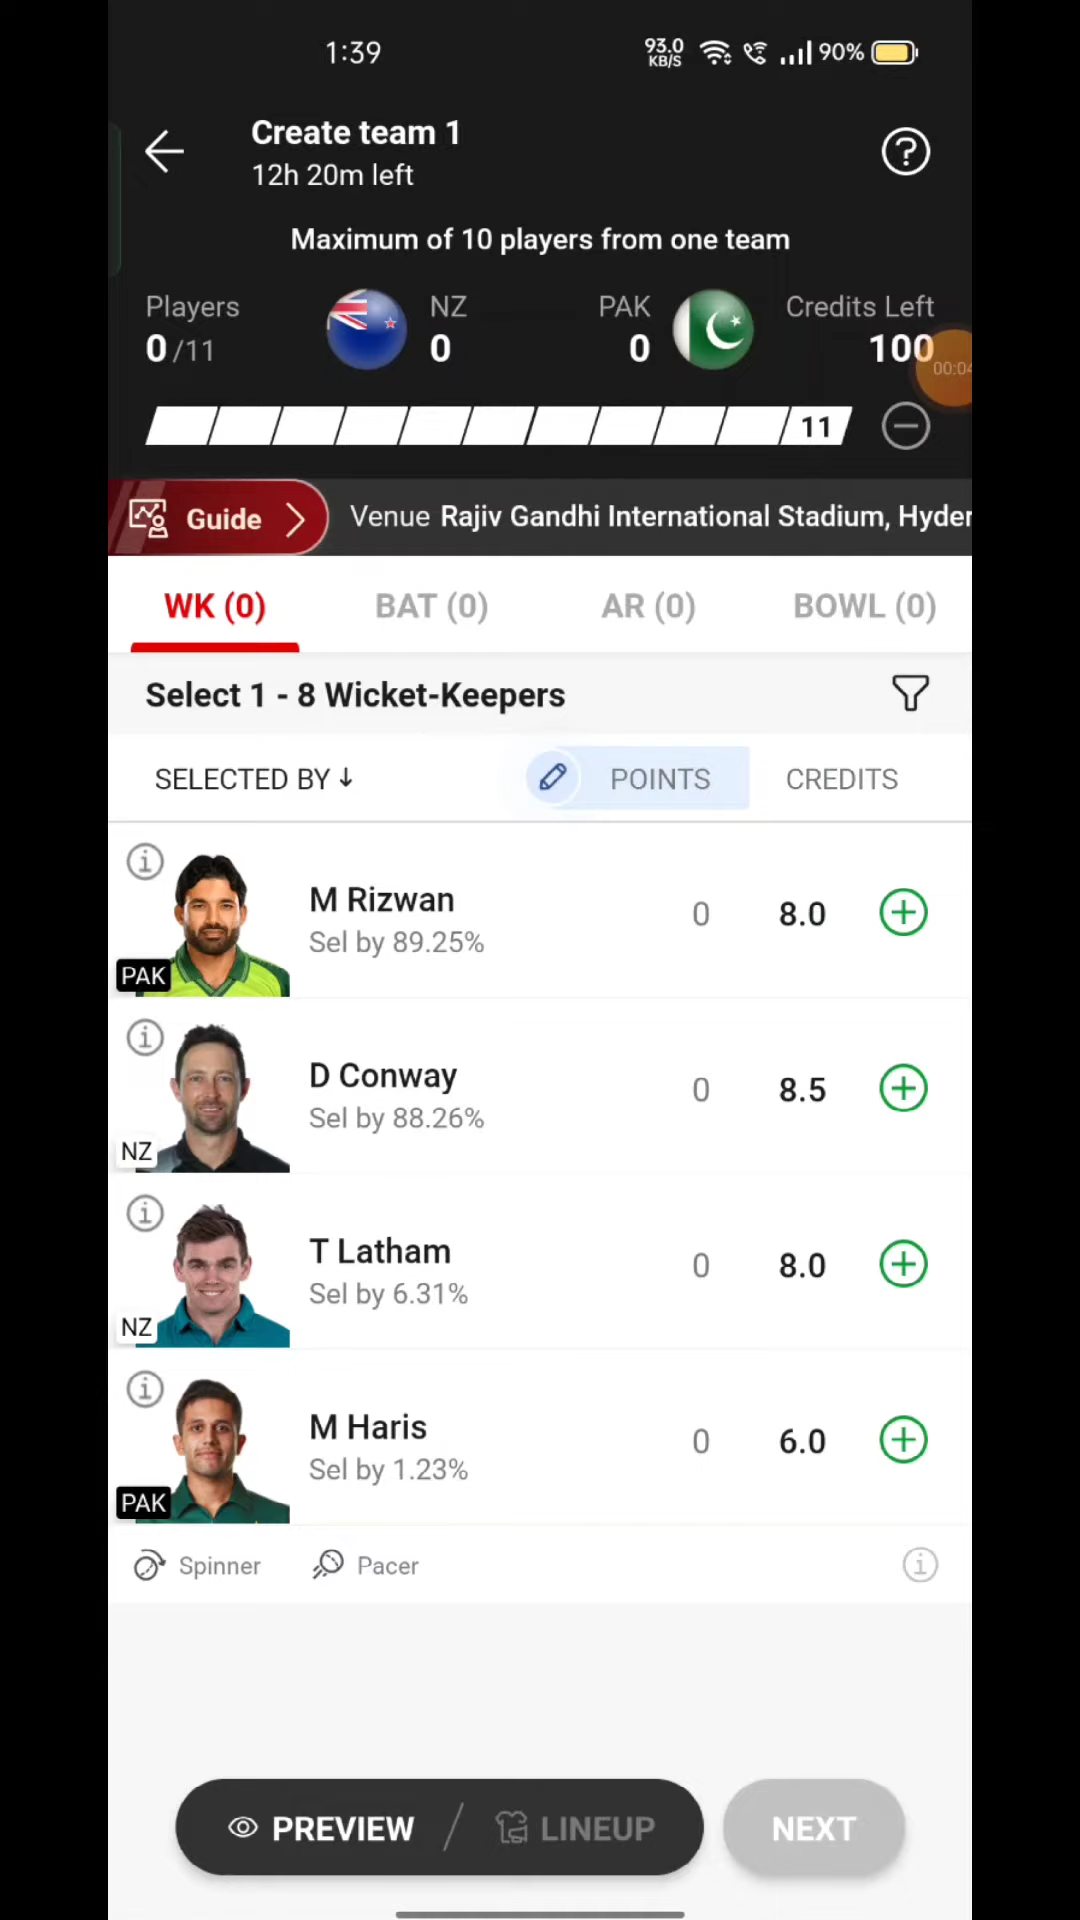 1:39
93.0
KB/S
90%
Create team 1
12h 20m left
Maximum of 10 players from one team
Players
0/11
NZ
0
PAK
0
Credits Left
100
00:04
11
Guide
Venue Rajiv Gandhi International Stadium, Hyder
WK (0)
BAT (0)
AR (0)
BOWL (0)
Select 1 - 8 Wicket-Keepers
SELECTED BY ↓
POINTS
CREDITS
M Rizwan
Sel by 89.25%
PAK
0
8.0
D Conway
Sel by 88.26%
NZ
0
8.5
T Latham
Sel by 6.31%
NZ
0
8.0
M Haris
Sel by 1.23%
PAK
0
6.0
Spinner
Pacer
PREVIEW / LINEUP
NEXT